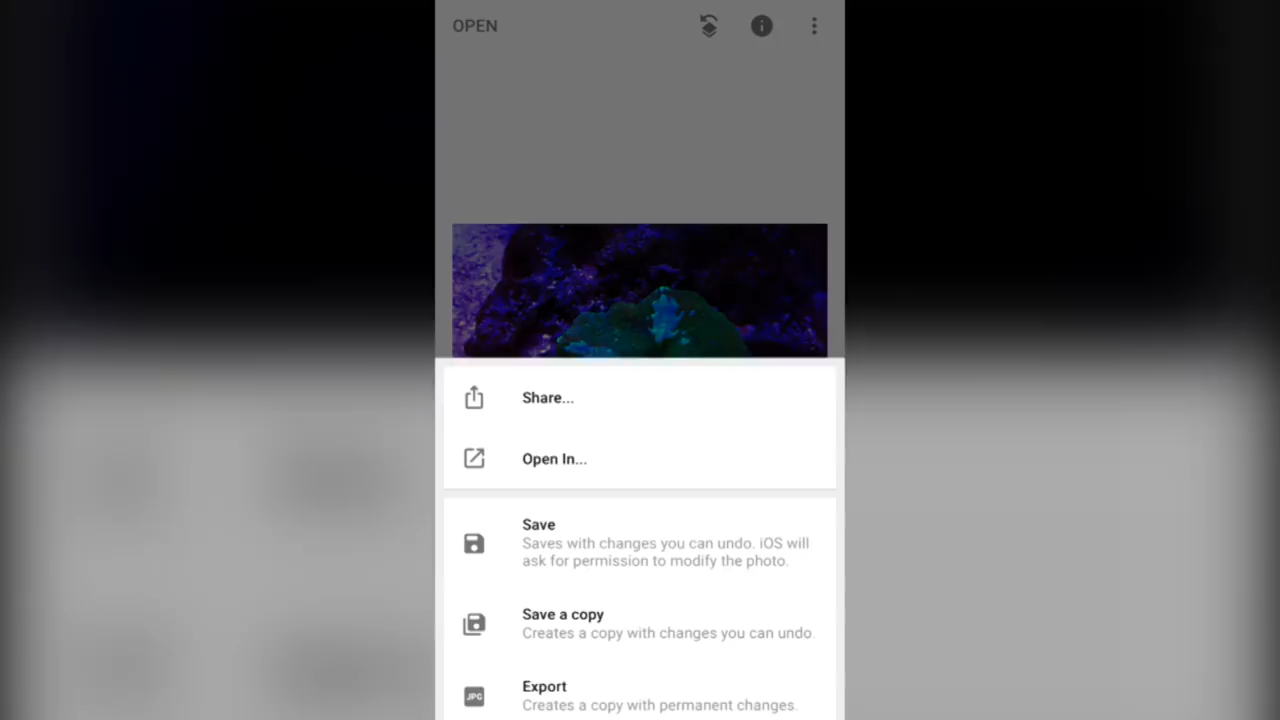 OPEN
Share...
Open In...
Save
Saves with changes you can undo. iOS will
ask for permission to modify the photo.
Save a copy
Creates a copy with changes you can undo.
JPG
Export
Creates a copy with permanent changes.